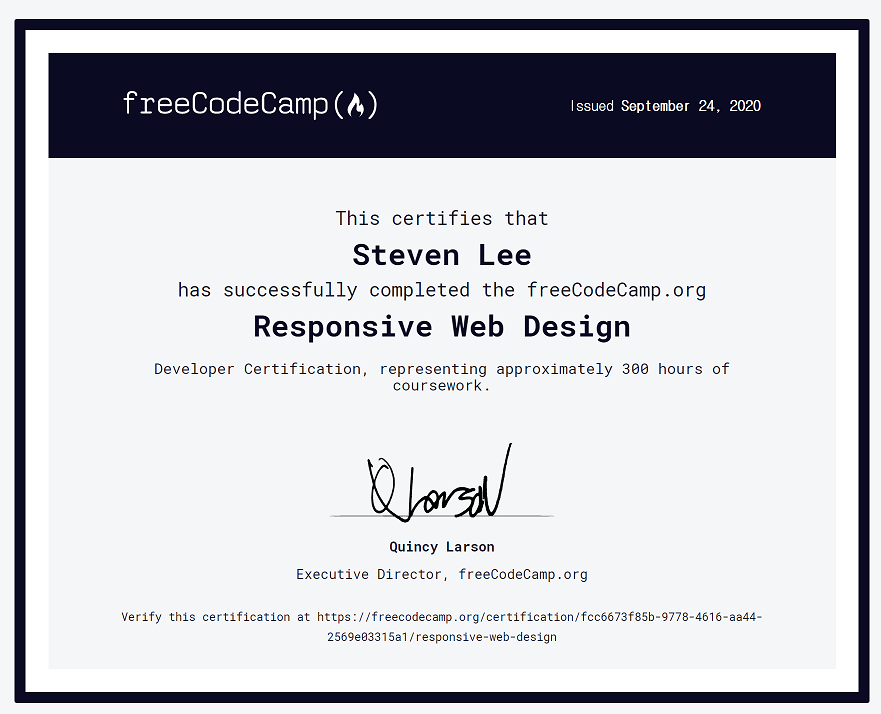 freeCodeCamp(🔥)
Issued September 24, 2020
This certifies that
Steven Lee
has successfully completed the freeCodeCamp.org
Responsive Web Design
Developer Certification, representing approximately 300 hours of
coursework.
Q Larson
Quincy Larson
Executive Director, freeCodeCamp.org
Verify this certification at https://freecodecamp.org/certification/fcc6673f85b-9778-4616-aa44-
2569e03315a1/responsive-web-design